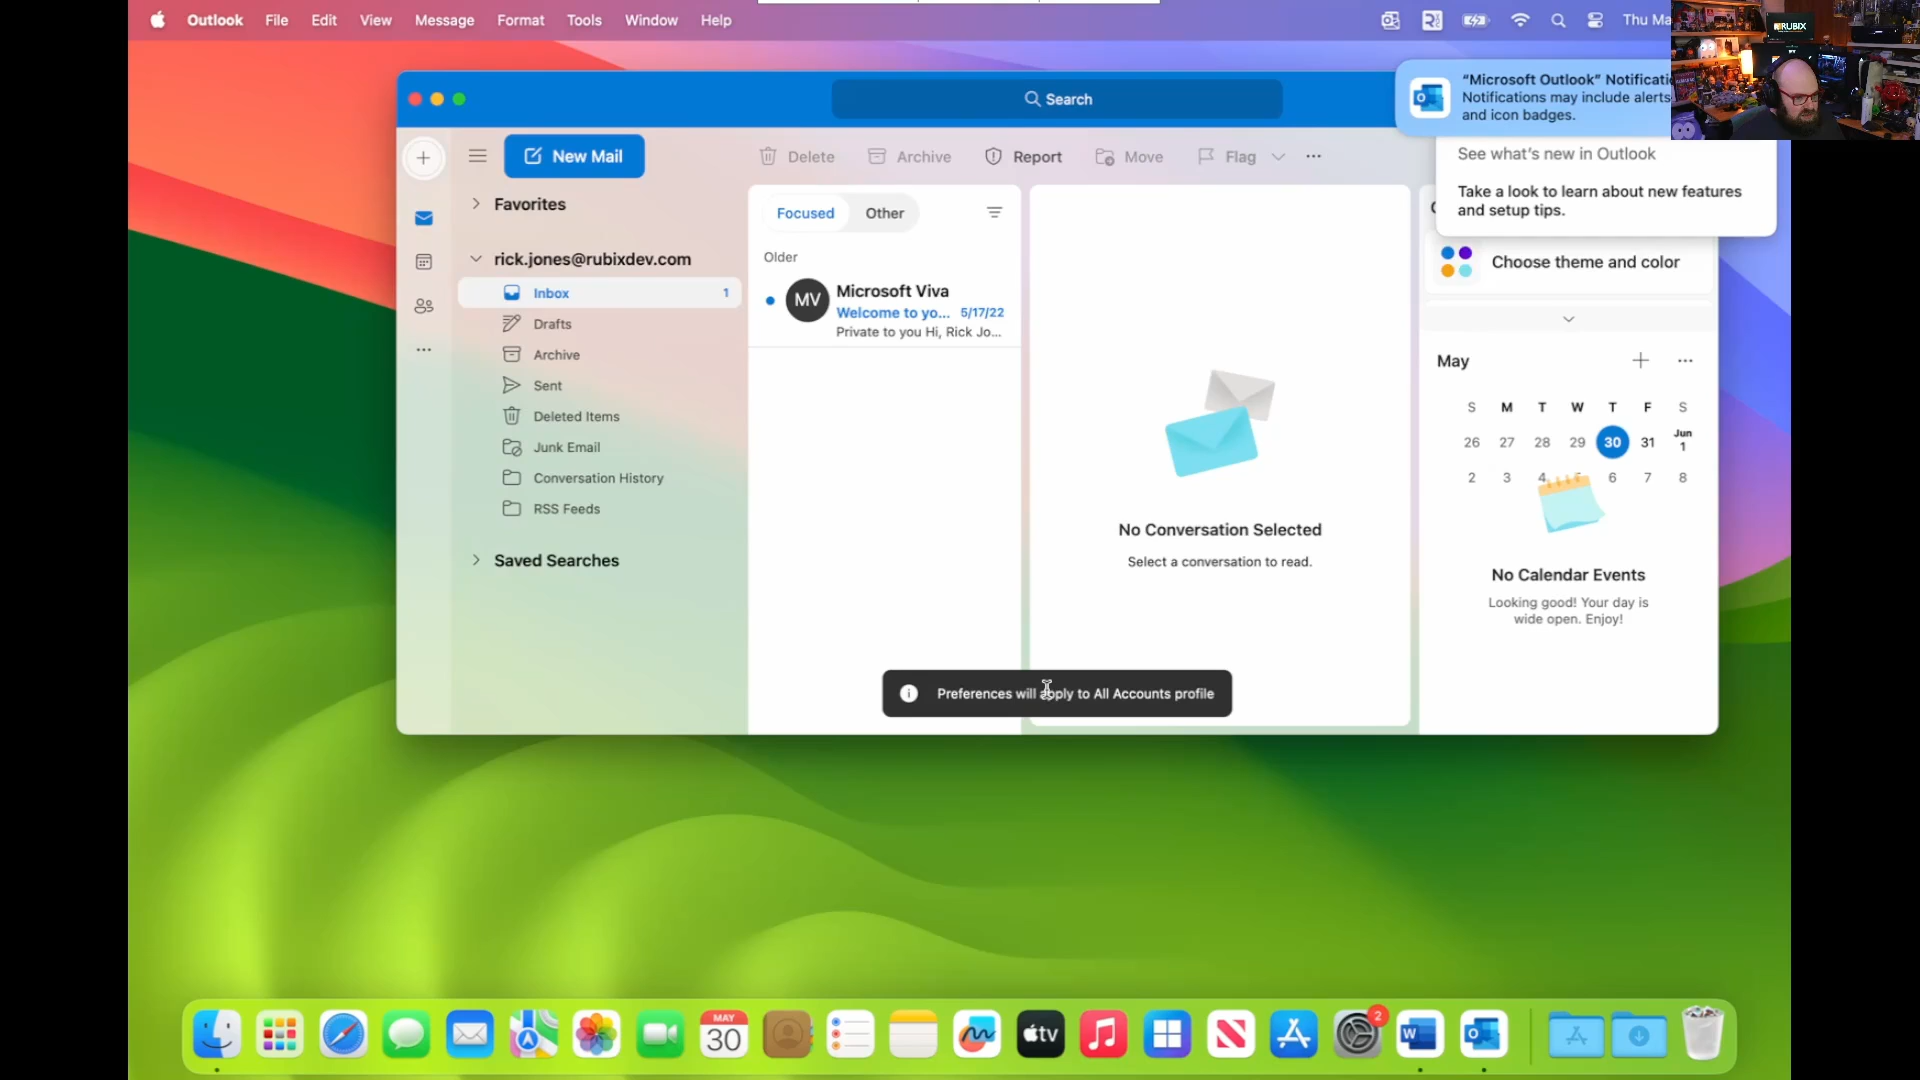 Outlook File Edit View Message Format Tools Window Help
Thu Ma
RUBIX
Search
"Microsoft Outlook" Notificati
Notifications may include alerts
and icon badges.
See what's new in Outlook
Take a look to learn about new features
and setup tips.
New Mail
Delete Archive Report Move Flag
Favorites
rick.jones@rubixdev.com
Inbox 1
Drafts
Archive
Sent
Deleted Items
Junk Email
Conversation History
RSS Feeds
Saved Searches
Focused Other
Older
MV
Microsoft Viva
Welcome to yo... 5/17/22
Private to you Hi, Rick Jo...
No Conversation Selected
Select a conversation to read.
Preferences will apply to All Accounts profile
Choose theme and color
May
S M T W T F S
26 27 28 29 30 31 Jun 1
2 3 4 5 6 7 8
No Calendar Events
Looking good! Your day is
wide open. Enjoy!
MAY
30
tv
2
W
O